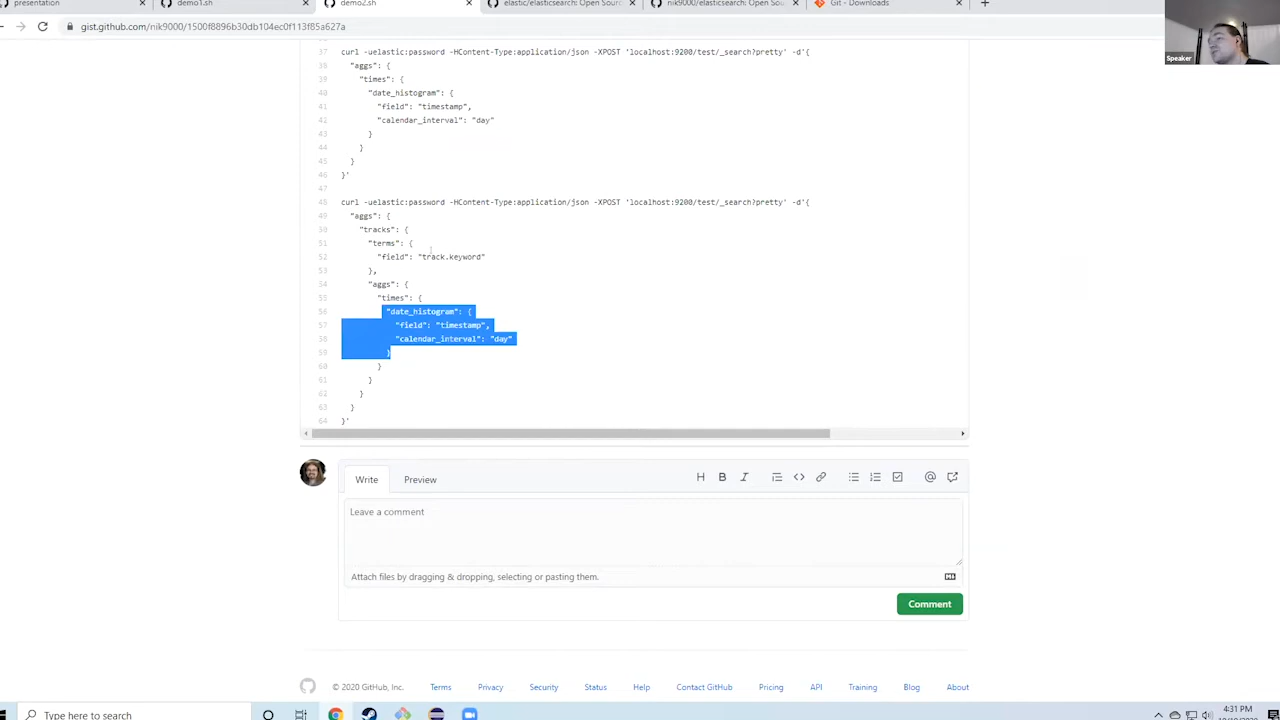 presentation
demo1.sh
demo2.sh
elastic/elasticsearch: Open Sour
nik9000/elasticsearch: Open Sou
Git - Downloads
gist.github.com/nik9000/1500f8896b30db104ec0f113f85a627a
Speaker
37 curl -uelastic:password -HContent-Type:application/json -XPOST 'localhost:9200/test/_search?pretty' -d'{
38 "aggs": {
39 "times": {
40 "date_histogram": {
41 "field": "timestamp",
42 "calendar_interval": "day"
43 }
44 }
45 }
46 }'
47
48 curl -uelastic:password -HContent-Type:application/json -XPOST 'localhost:9200/test/_search?pretty' -d'{
49 "aggs": {
50 "tracks": {
51 "terms": {
52 "field": "track.keyword"
53 },
54 "aggs": {
55 "times": {
56 "date_histogram": {
57 "field": "timestamp",
58 "calendar_interval": "day"
59 }
60 }
61 }
62 }
63 }
64 }'
Write
Preview
Leave a comment
Attach files by dragging & dropping, selecting or pasting them.
Comment
© 2020 GitHub, Inc. Terms Privacy Security Status Help Contact GitHub Pricing API Training Blog About
Type here to search
4:31 PM